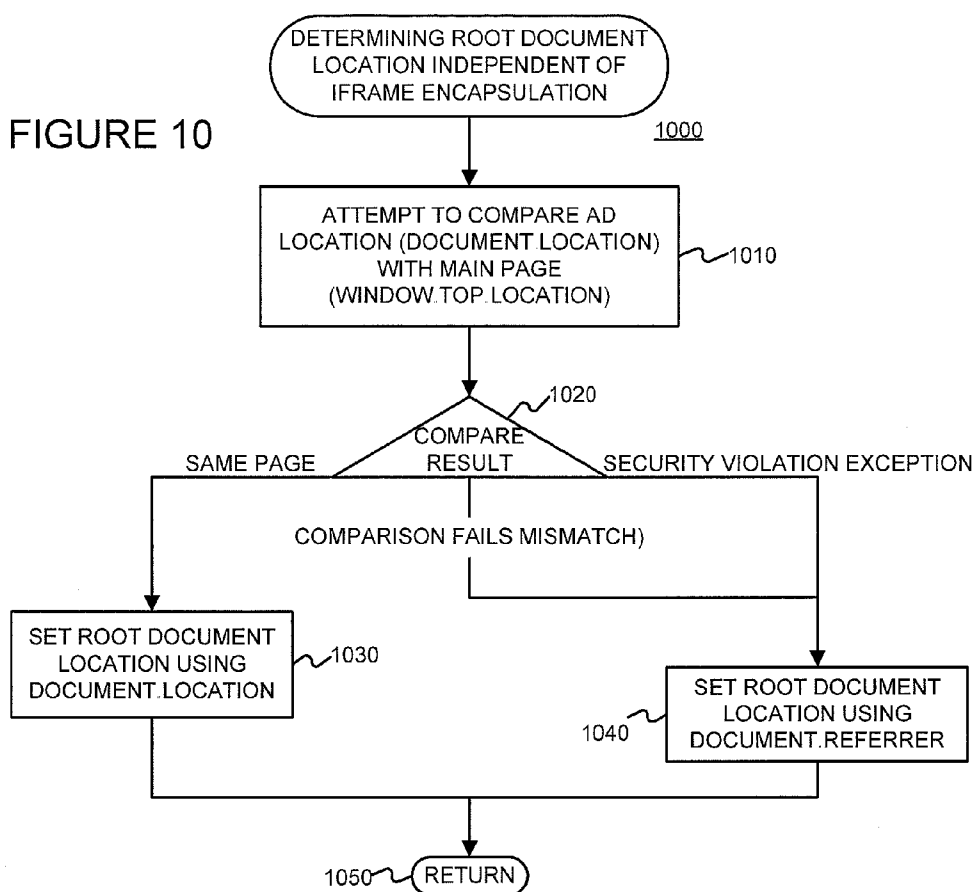 DETERMINING ROOT DOCUMENT
LOCATION INDEPENDENT OF
IFRAME ENCAPSULATION
FIGURE 10
1000
ATTEMPT TO COMPARE AD
LOCATION (DOCUMENT.LOCATION)
WITH MAIN PAGE
(WINDOW.TOP.LOCATION)
1010
1020
COMPARE
RESULT
SAME PAGE
SECURITY VIOLATION EXCEPTION
COMPARISON FAILS MISMATCH)
SET ROOT DOCUMENT
LOCATION USING
DOCUMENT.LOCATION
1030
SET ROOT DOCUMENT
LOCATION USING
DOCUMENT.REFERRER
1040
1050
RETURN